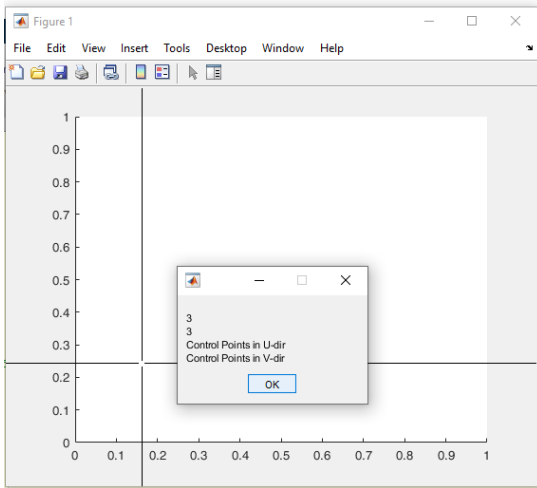 Figure 1
File Edit View Insert Tools Desktop Window Help
1
0.9
0.8
0.7
0.6
0.5
0.4
0.3
0.2
0.1
0
0 0.1 0.2 0.3 0.4 0.5 0.6 0.7 0.8 0.9 1
3
3
Control Points in U-dir
Control Points in V-dir
OK